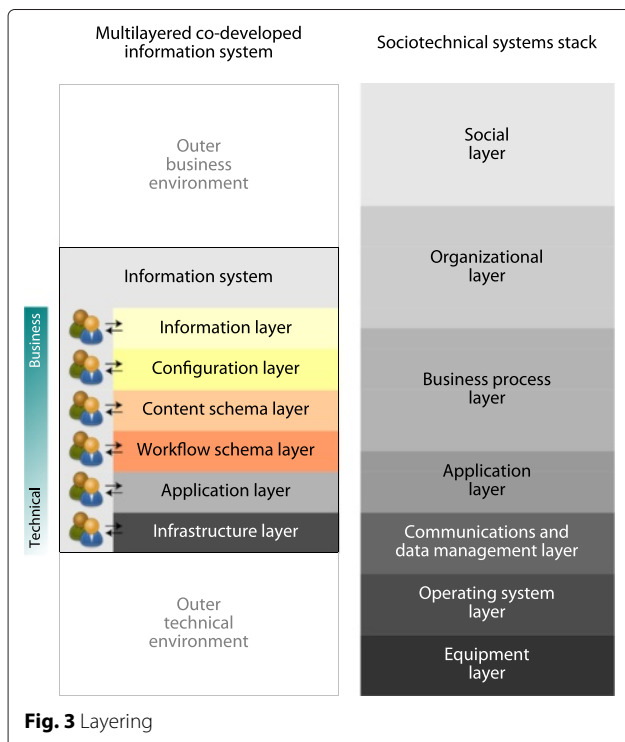 Multilayered co-developed
information system
Outer
business
environment
Information system
Business
Technical
Information layer
Configuration layer
Content schema layer
Workflow schema layer
Application layer
Infrastructure layer
Outer
technical
environment
Sociotechnical systems stack
Social
layer
Organizational
layer
Business process
layer
Application
layer
Communications and
data management layer
Operating system
layer
Equipment
layer
Fig. 3 Layering